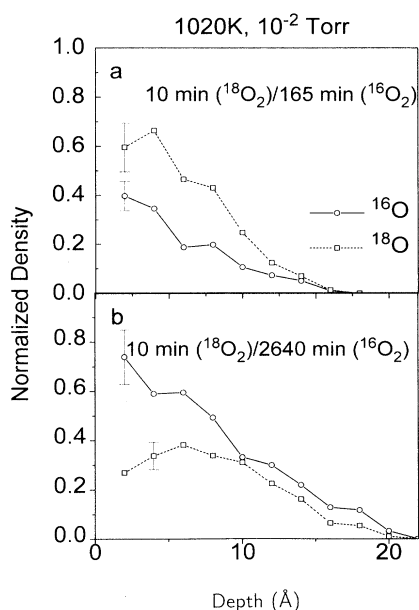 1020K, 10⁻² Torr
1.0
a
10 min (¹⁸O₂)/165 min (¹⁶O₂)
0.8
0.6
0.4
¹⁶O
0.2
¹⁸O
0.0
Normalized Density
b
10 min (¹⁸O₂)/2640 min (¹⁶O₂)
0.8
0.6
0.4
0.2
0.0
0 10 20
Depth (Å)